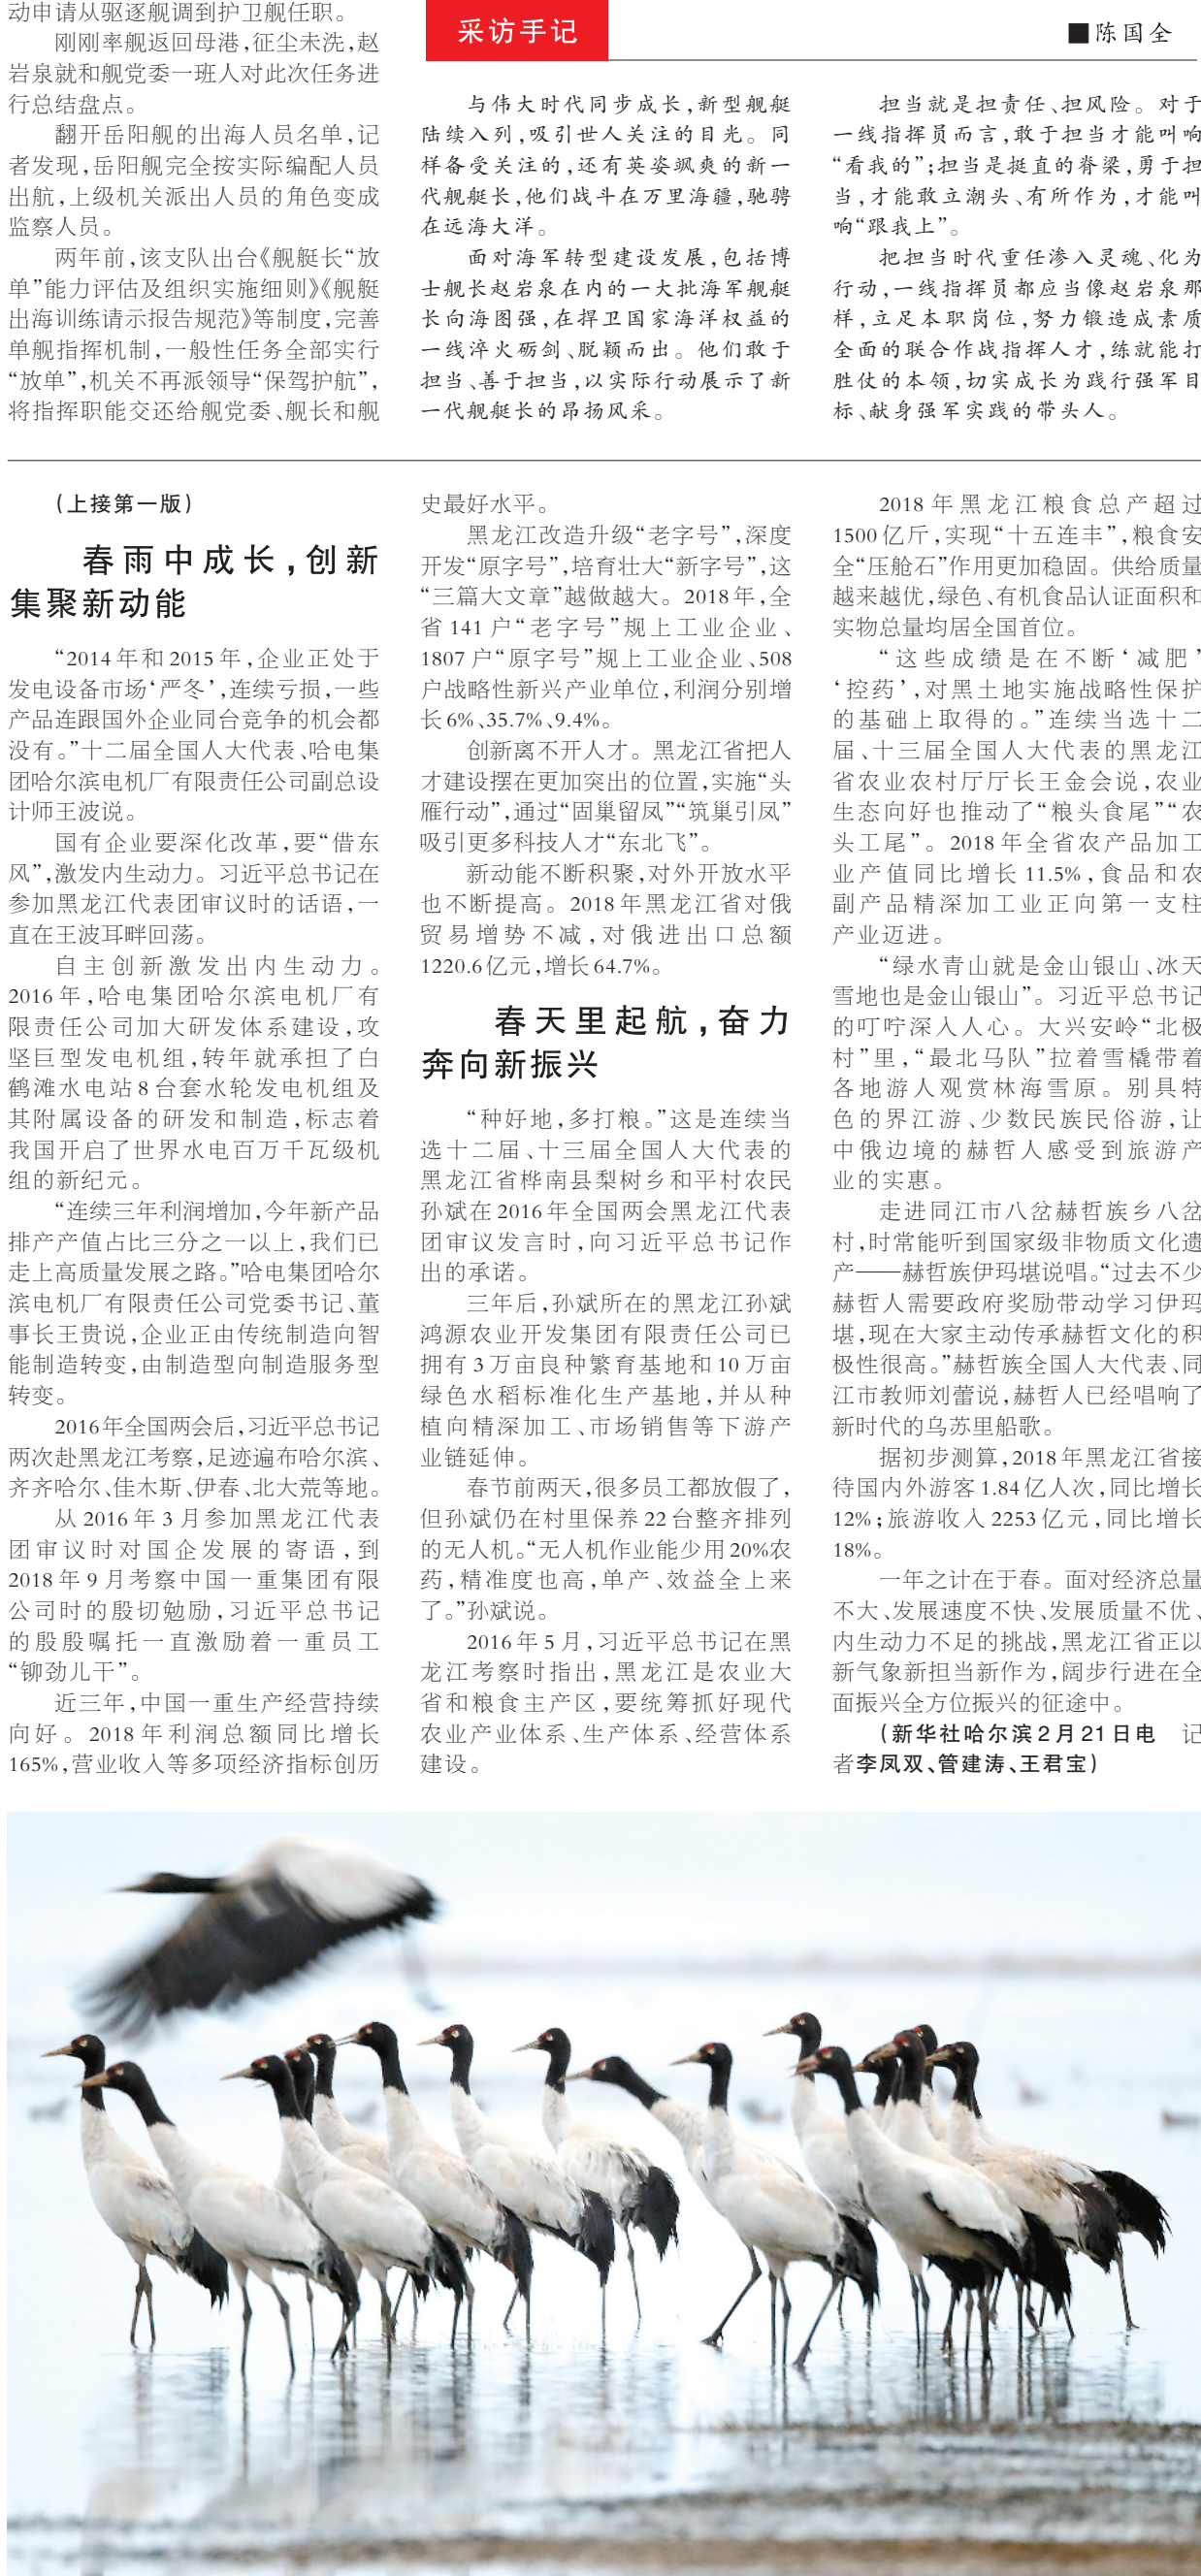 动申请从驱逐舰调到护卫舰任职。
刚刚率舰返回母港,征尘未洗,赵
岩泉就和舰党委一班人对此次任务进
行总结盘点。
翻开岳阳舰的出海人员名单,记
者发现,岳阳舰完全按实际编配人员
出航,上级机关派出人员的角色变成
监察人员。
两年前,该支队出台《舰艇长“放
单”能力评估及组织实施细则》《舰艇
出海训练请示报告规范》等制度,完善
单舰指挥机制,一般性任务全部实行
“放单”,机关不再派领导“保驾护航”,
将指挥职能交还给舰党委、舰长和舰
采访手记
■陈国全
与伟大时代同步成长,新型舰艇
陆续入列,吸引世人关注的目光。同
样备受关注的,还有英姿飒爽的新一
代舰艇长,他们战斗在万里海疆,驰骋
在远海大洋。
面对海军转型建设发展,包括博
士舰长赵岩泉在内的一大批海军舰艇
长向海图强,在捍卫国家海洋权益的
一线淬火砺剑、脱颖而出。他们敢于
担当、善于担当,以实际行动展示了新
一代舰艇长的昂扬风采。
担当就是担责任、担风险。对于
一线指挥员而言,敢于担当才能叫响
“看我的”;担当是挺直的脊梁,勇于担
当,才能敢立潮头、有所作为,才能叫
响“跟我上”。
把担当时代重任渗入灵魂、化为
行动,一线指挥员都应当像赵岩泉那
样,立足本职岗位,努力锻造成素质
全面的联合作战指挥人才,练就能打
胜仗的本领,切实成长为践行强军目
标、献身强军实践的带头人。
(上接第一版)
春雨中成长,创新
集聚新动能
“2014年和2015年,企业正处于
发电设备市场‘严冬’,连续亏损,一些
产品连跟国外企业同台竞争的机会都
没有。”十二届全国人大代表、哈电集
团哈尔滨电机厂有限责任公司副总设
计师王波说。
国有企业要深化改革,要“借东
风”,激发内生动力。习近平总书记在
参加黑龙江代表团审议时的话语,一
直在王波耳畔回荡。
自主创新激发出内生动力。
2016年,哈电集团哈尔滨电机厂有
限责任公司加大研发体系建设,攻
坚巨型发电机组,转年就承担了白
鹤滩水电站8台套水轮发电机组及
其附属设备的研发和制造,标志着
我国开启了世界水电百万千瓦级机
组的新纪元。
“连续三年利润增加,今年新产品
排产产值占比三分之一以上,我们已
走上高质量发展之路。”哈电集团哈尔
滨电机厂有限责任公司党委书记、董
事长王贵说,企业正由传统制造向智
能制造转变,由制造型向制造服务型
转变。
2016年全国两会后,习近平总书记
两次赴黑龙江考察,足迹遍布哈尔滨、
齐齐哈尔、佳木斯、伊春、北大荒等地。
从2016年3月参加黑龙江代表
团审议时对国企发展的寄语,到
2018年9月考察中国一重集团有限
公司时的殷切勉励,习近平总书记
的殷殷嘱托一直激励着一重员工
“铆劲儿干”。
近三年,中国一重生产经营持续
向好。2018年利润总额同比增长
165%,营业收入等多项经济指标创历
史最好水平。
黑龙江改造升级“老字号”,深度
开发“原字号”,培育壮大“新字号”,这
“三篇大文章”越做越大。2018年,全
省141户“老字号”规上工业企业、
1807户“原字号”规上工业企业、508
户战略性新兴产业单位,利润分别增
长6%、35.7%、9.4%。
创新离不开人才。黑龙江省把人
才建设摆在更加突出的位置,实施“头
雁行动”,通过“固巢留凤”“筑巢引凤”
吸引更多科技人才“东北飞”。
新动能不断积聚,对外开放水平
也不断提高。2018年黑龙江省对俄
贸易增势不减,对俄进出口总额
1220.6亿元,增长64.7%。
春天里起航,奋力
奔向新振兴
“种好地,多打粮。”这是连续当
选十二届、十三届全国人大代表的
黑龙江省桦南县梨树乡和平村农民
孙斌在2016年全国两会黑龙江代表
团审议发言时,向习近平总书记作
出的承诺。
三年后,孙斌所在的黑龙江孙斌
鸿源农业开发集团有限责任公司已
拥有3万亩良种繁育基地和10万亩
绿色水稻标准化生产基地,并从种
植向精深加工、市场销售等下游产
业链延伸。
春节前两天,很多员工都放假了,
但孙斌仍在村里保养22台整齐排列
的无人机。“无人机作业能少用20%农
药,精准度也高,单产、效益全上来
了。”孙斌说。
2016年5月,习近平总书记在黑
龙江考察时指出,黑龙江是农业大
省和粮食主产区,要统筹抓好现代
农业产业体系、生产体系、经营体系
建设。
2018年黑龙江粮食总产超过
1500亿斤,实现“十五连丰”,粮食安
全“压舱石”作用更加稳固。供给质量
越来越优,绿色、有机食品认证面积和
实物总量均居全国首位。
“这些成绩是在不断‘减肥’
‘控药’,对黑土地实施战略性保护
的基础上取得的。”连续当选十二
届、十三届全国人大代表的黑龙江
省农业农村厅厅长王金会说,农业
生态向好也推动了“粮头食尾”“农
头工尾”。2018年全省农产品加工
业产值同比增长11.5%,食品和农
副产品精深加工业正向第一支柱
产业迈进。
“绿水青山就是金山银山、冰天
雪地也是金山银山”。习近平总书记
的叮咛深入人心。大兴安岭“北极
村”里,“最北马队”拉着雪橇带着
各地游人观赏林海雪原。别具特
色的界江游、少数民族民俗游,让
中俄边境的赫哲人感受到旅游产
业的实惠。
走进同江市八岔赫哲族乡八岔
村,时常能听到国家级非物质文化遗
产——赫哲族伊玛堪说唱。“过去不少
赫哲人需要政府奖励带动学习伊玛
堪,现在大家主动传承赫哲文化的积
极性很高。”赫哲族全国人大代表、同
江市教师刘蕾说,赫哲人已经唱响了
新时代的乌苏里船歌。
据初步测算,2018年黑龙江省接
待国内外游客1.84亿人次,同比增长
12%;旅游收入2253亿元,同比增长
18%。
一年之计在于春。面对经济总量
不大、发展速度不快、发展质量不优、
内生动力不足的挑战,黑龙江省正以
新气象新担当新作为,阔步行进在全
面振兴全方位振兴的征途中。
(新华社哈尔滨2月21日电 记
者李凤双、管建涛、王君宝)